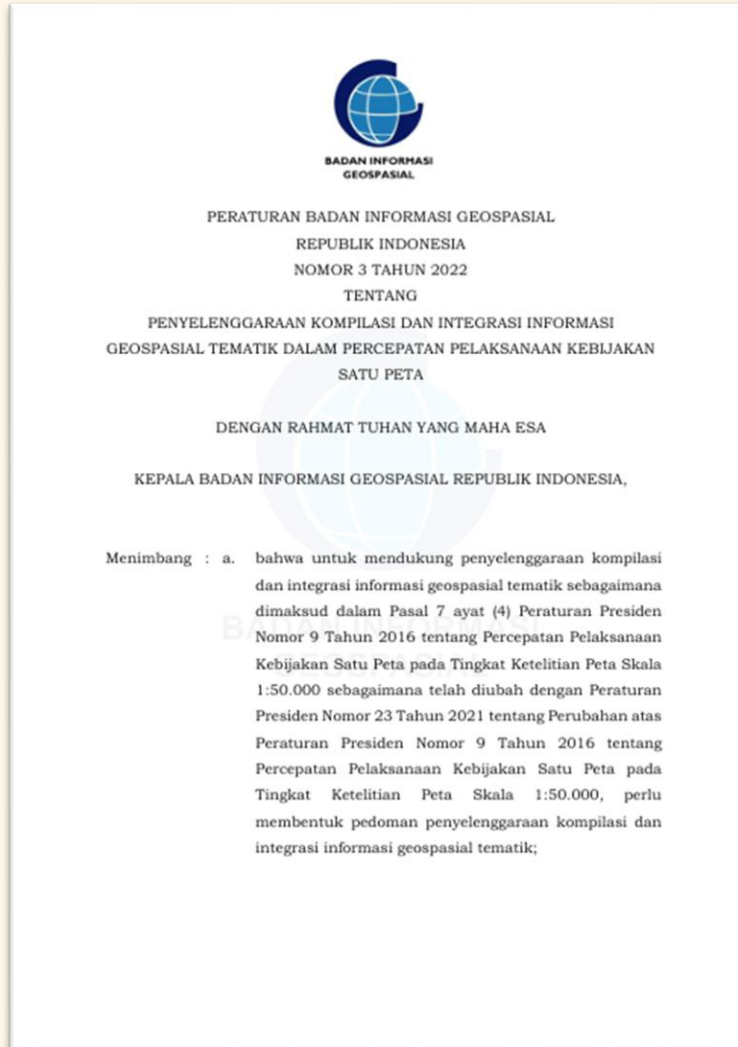 BADAN INFORMASI
GEOSPASIAL
PERATURAN BADAN INFORMASI GEOSPASIAL
REPUBLIK INDONESIA
NOMOR 3 TAHUN 2022
TENTANG
PENYELENGGARAAN KOMPILASI DAN INTEGRASI INFORMASI
GEOSPASIAL TEMATIK DALAM PERCEPATAN PELAKSANAAN KEBIJAKAN
SATU PETA
DENGAN RAHMAT TUHAN YANG MAHA ESA
KEPALA BADAN INFORMASI GEOSPASIAL REPUBLIK INDONESIA,
Menimbang : a. bahwa untuk mendukung penyelenggaraan kompilasi
dan integrasi informasi geospasial tematik sebagaimana
dimaksud dalam Pasal 7 ayat (4) Peraturan Presiden
BADAN INFORMASI
Nomor 9 Tahun 2016 tentang Percepatan Pelaksanaan
Kebijakan Satu Peta pada Tingkat Ketelitian Peta Skala
GEOSPASIAL
1:50.000 sebagaimana telah diubah dengan Peraturan
Presiden Nomor 23 Tahun 2021 tentang Perubahan atas
Peraturan Presiden Nomor 9 Tahun 2016 tentang
Percepatan Pelaksanaan Kebijakan Satu Peta pada
Tingkat Ketelitian Peta Skala 1:50.000, perlu
membentuk pedoman penyelenggaraan kompilasi dan
integrasi informasi geospasial tematik;